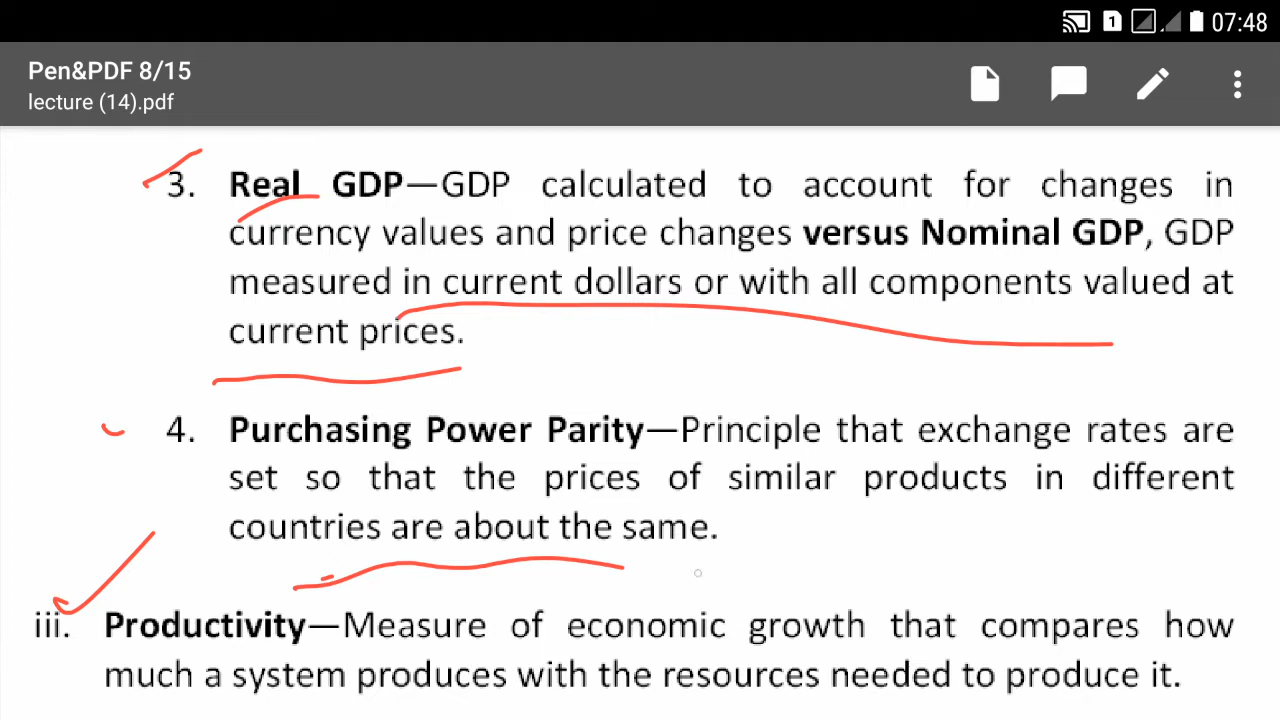 1 07:48
Pen&PDF 8/15
lecture (14).pdf
3. Real GDP—GDP calculated to account for changes in
currency values and price changes versus Nominal GDP, GDP
measured in current dollars or with all components valued at
current prices.
4. Purchasing Power Parity—Principle that exchange rates are
set so that the prices of similar products in different
countries are about the same.
iii. Productivity—Measure of economic growth that compares how
much a system produces with the resources needed to produce it.